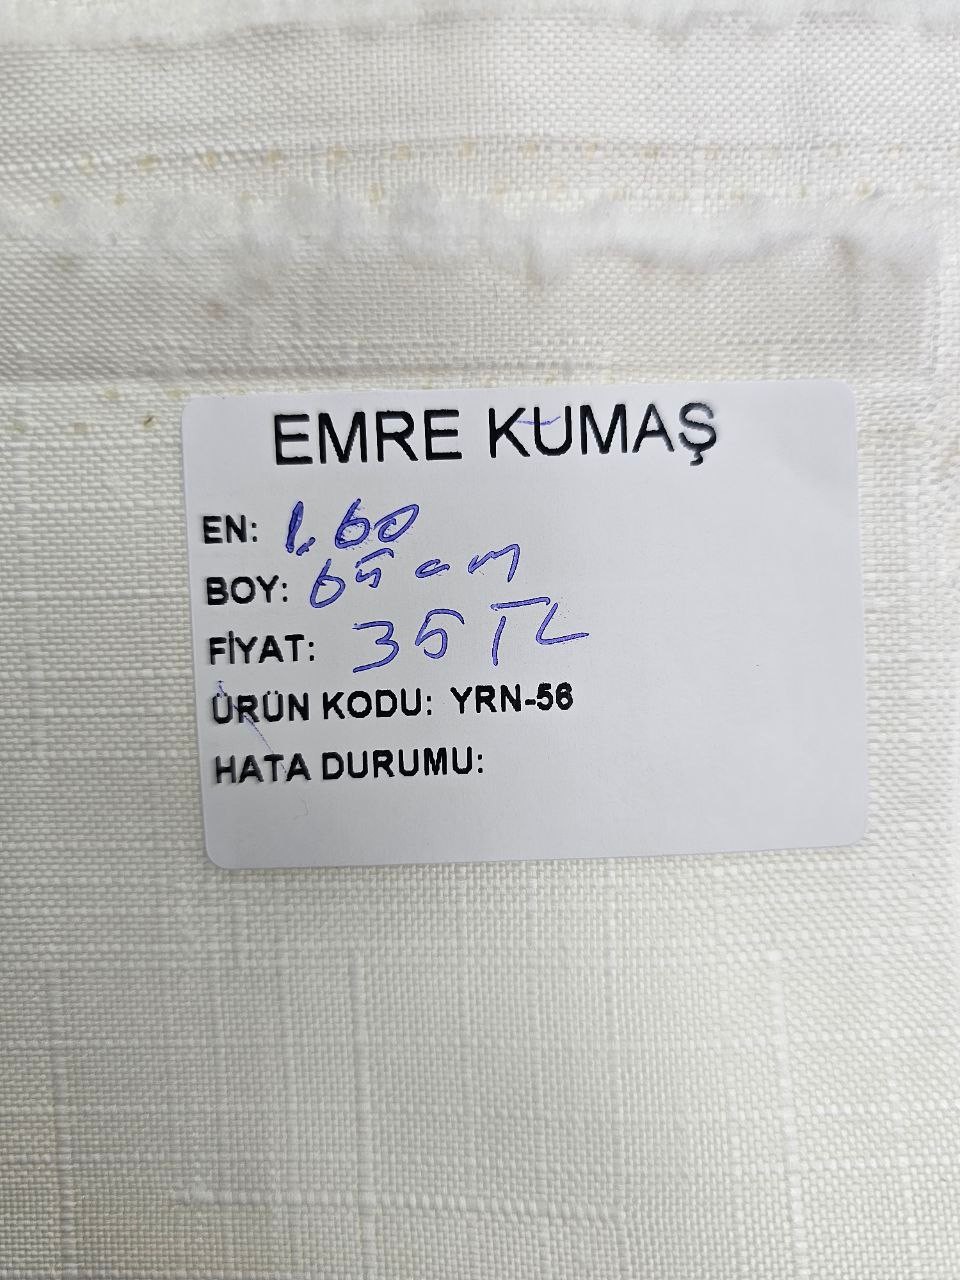 EMRE KUMAŞ
EN: 1.60
BOY: 65 cm
FİYAT: 35 TL
ÜRÜN KODU: YRN-56
HATA DURUMU: